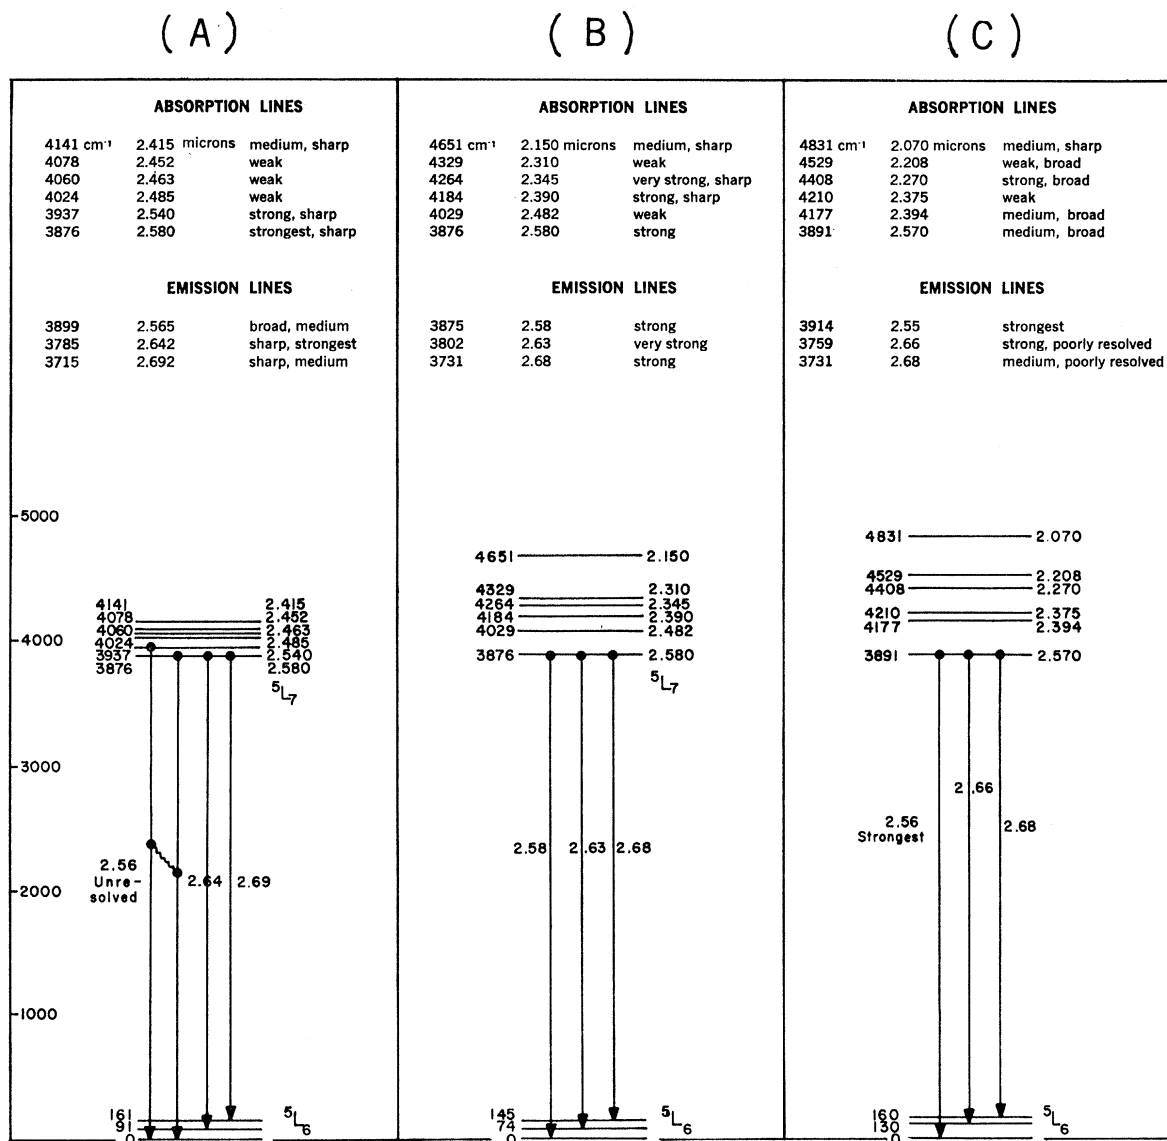 ( A )
( B )
( C )
ABSORPTION LINES
4141 cm⁻¹ 2.415 microns medium, sharp
4078 2.452 weak
4060 2.463 weak
4024 2.485 weak
3937 2.540 strong, sharp
3876 2.580 strongest, sharp
EMISSION LINES
3899 2.565 broad, medium
3785 2.642 sharp, strongest
3715 2.692 sharp, medium
ABSORPTION LINES
4651 cm⁻¹ 2.150 microns medium, sharp
4329 2.310 weak
4264 2.345 very strong, sharp
4184 2.390 strong, sharp
4029 2.482 weak
3876 2.580 strong
EMISSION LINES
3875 2.58 strong
3802 2.63 very strong
3731 2.68 strong
ABSORPTION LINES
4831 cm⁻¹ 2.070 microns medium, sharp
4529 2.208 weak, broad
4408 2.270 strong, broad
4210 2.375 weak
4177 2.394 medium, broad
3891 2.570 medium, broad
EMISSION LINES
3914 2.55 strongest
3759 2.66 strong, poorly resolved
3731 2.68 medium, poorly resolved
5000
4000
3000
2000
1000
4141 2.415
4078 2.452
4060 2.463
4024 2.485
3937 2.540
3876 2.580
⁵L₇
2.56
Unre-
solved
2.64
2.69
161
91
0
⁵L₆
4651 2.150
4329 2.310
4264 2.345
4184 2.390
4029 2.482
3876 2.580
⁵L₇
2.58
2.63
2.68
145
74
0
⁵L₆
4831 2.070
4529 2.208
4408 2.270
4210 2.375
4177 2.394
3891 2.570
2.66
2.56
Strongest
2.68
160
130
0
⁵L₆